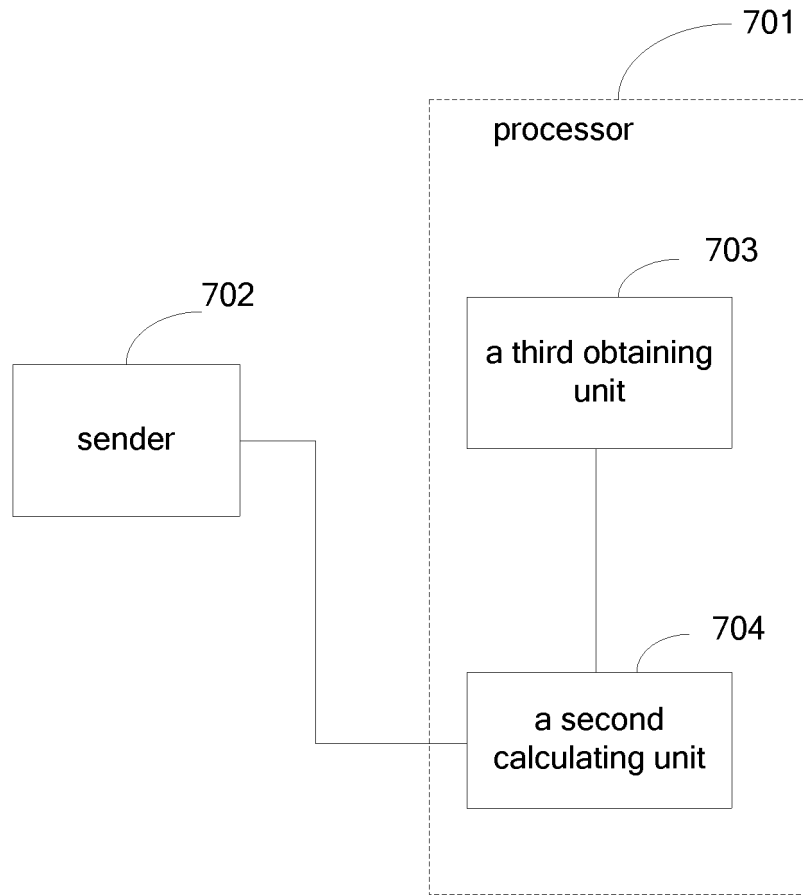 701
processor
703
a third obtaining
unit
702
sender
704
a second
calculating unit